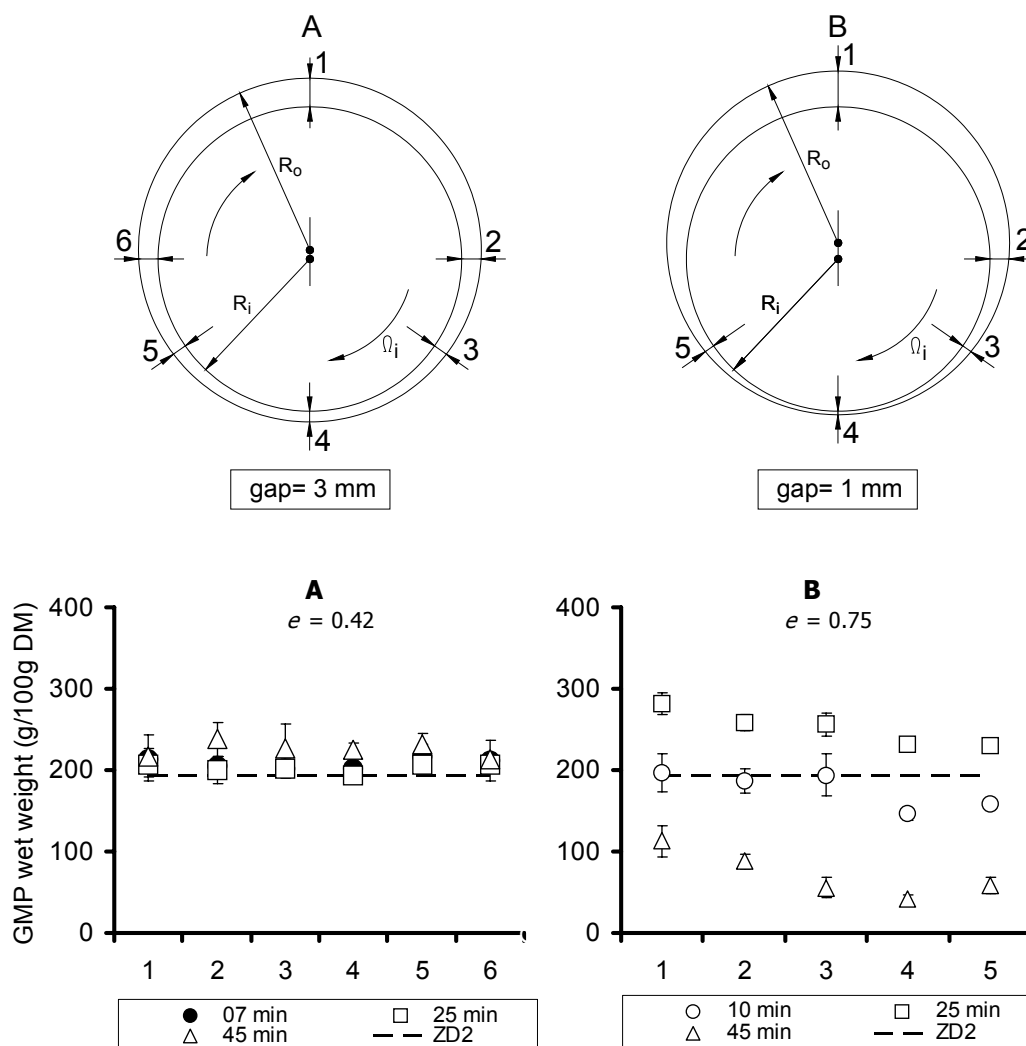 A
1
R₀
6
2
Rᵢ
5
3
Ωᵢ
4
gap= 3 mm
B
1
R₀
2
Rᵢ
5
3
Ωᵢ
4
gap= 1 mm
GMP wet weight (g/100g DM)
A
e = 0.42
400
300
200
100
0
1 2 3 4 5 6
07 min 25 min
45 min ZD2
B
e = 0.75
400
300
200
100
0
1 2 3 4 5
10 min 25 min
45 min ZD2